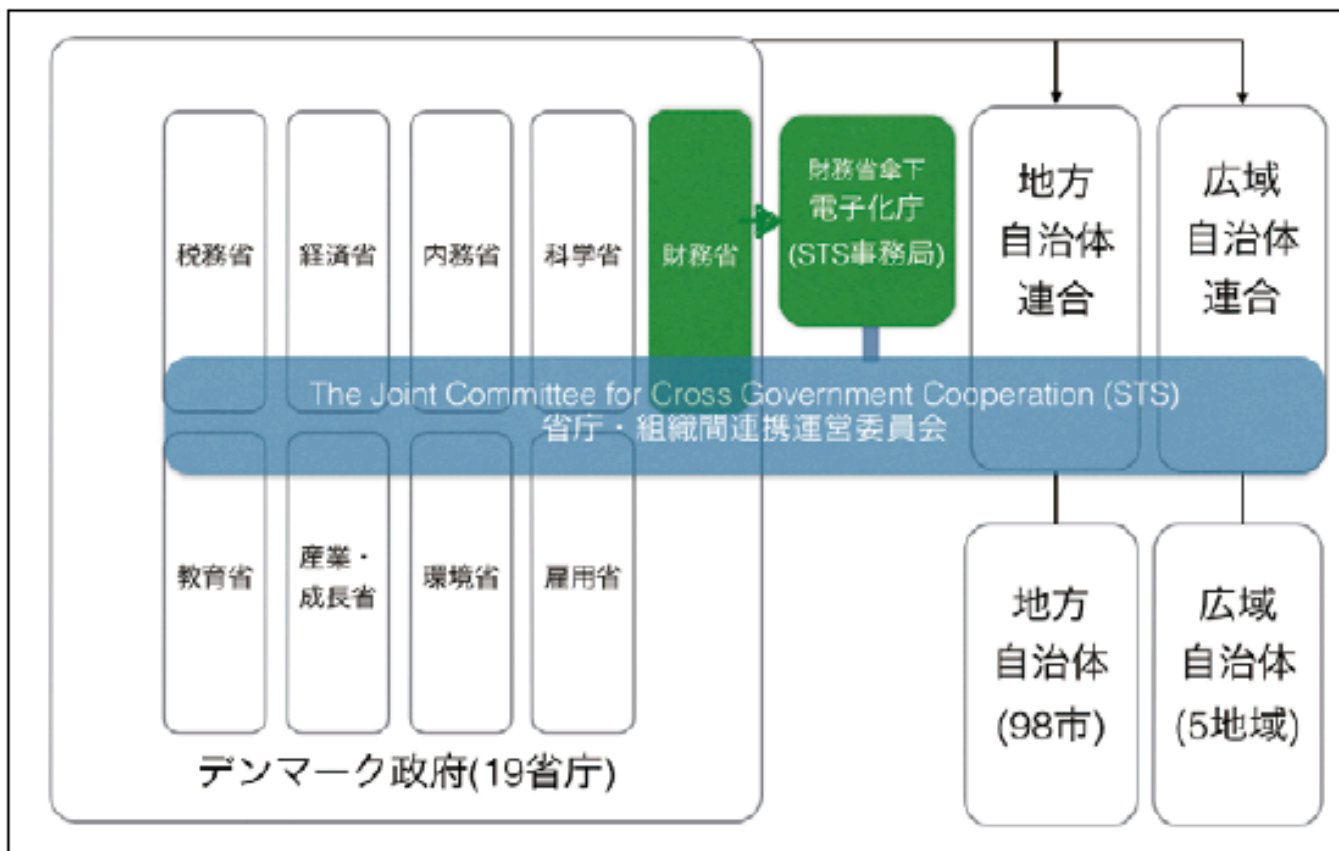 税務省
経済省
内務省
科学省
財務省
財務省傘下
電子化庁
(STS事務局)
地方
自治体
連合
広域
自治体
連合
The Joint Committee for Cross Government Cooperation (STS)
省庁・組織間連携運営委員会
教育省
産業・
成長省
環境省
雇用省
地方
自治体
(98市)
広域
自治体
(5地域)
デンマーク政府(19省庁)